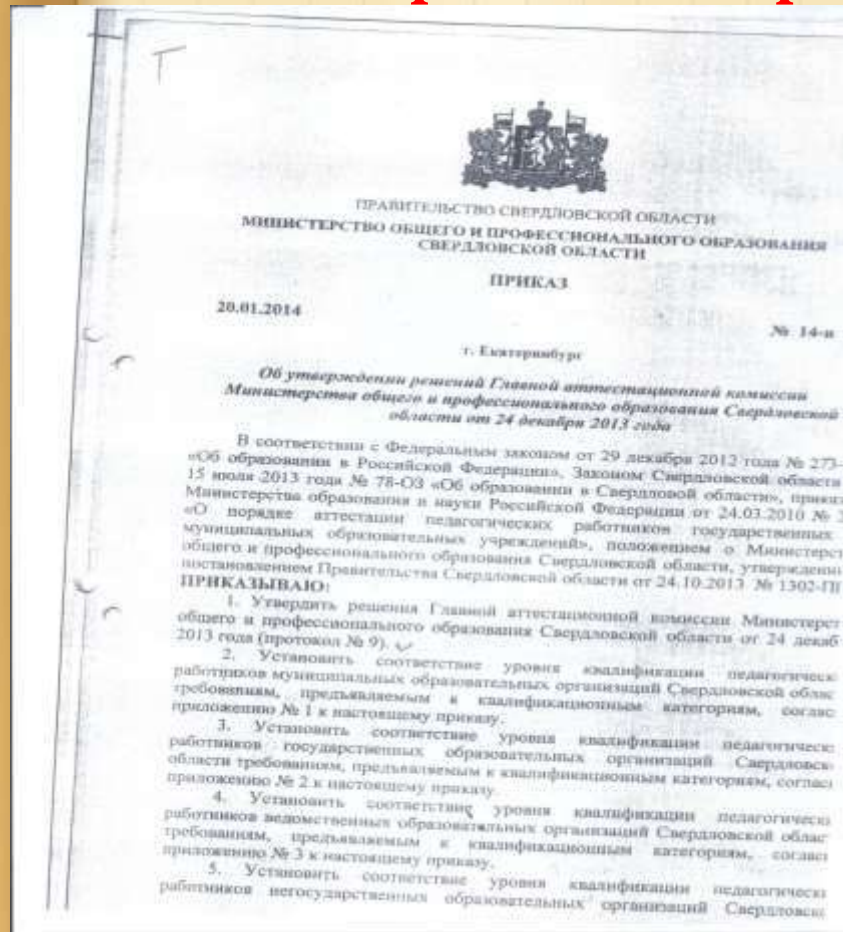 Т
ПРАВИТЕЛЬСТВО СВЕРДЛОВСКОЙ ОБЛАСТИ
МИНИСТЕРСТВО ОБЩЕГО И ПРОФЕССИОНАЛЬНОГО ОБРАЗОВАНИЯ
СВЕРДЛОВСКОЙ ОБЛАСТИ
ПРИКАЗ
20.01.2014
№ 14-и
г. Екатеринбург
Об утверждении решений Главной аттестационной комиссии
Министерства общего и профессионального образования Свердловской
области от 24 декабря 2013 года
В соответствии с Федеральным законом от 29 декабря 2012 года № 273-
«Об образовании в Российской Федерации», Законом Свердловской области
15 июля 2013 года № 78-ОЗ «Об образовании в Свердловой области», приказ
Министерства образования и науки Российской Федерации от 24.03.2010 №
«О порядке аттестации педагогических работников государственных
муниципальных образовательных учреждений», положением о Министерст
общего и профессионального образования Свердловской области, утвержденн
постановлением Правительства Свердловской области от 24.10.2013 № 1302-ПП
ПРИКАЗЫВАЮ:
1. Утвердить решения Главной аттестационной комиссии Министерст
общего и профессионального образования Свердловской области от 24 декаб
2013 года (протокол № 9).
2. Установить соответствие уровня квалификации педагогическ
работников муниципальных образовательных организаций Свердловской облас
требованиям, предъявляемым к квалификационным категориям, соглас
приложению № 1 к настоящему приказу.
3. Установить соответствие уровня квалификации педагогическ
работников государственных образовательных организаций Свердловск
области требованиям, предъявляемым к квалификационным категориям, соглас
приложению № 2 к настоящему приказу.
4. Установить соответствие уровня квалификации педагогическ
работников ведомственных образовательных организаций Свердловской облас
требованиям, предъявляемым к квалификационным категориям, соглас
приложению № 3 к настоящему приказу.
5. Установить соответствие уровня квалификации педагогическ
работников негосударственных образовательных организаций Свердловск